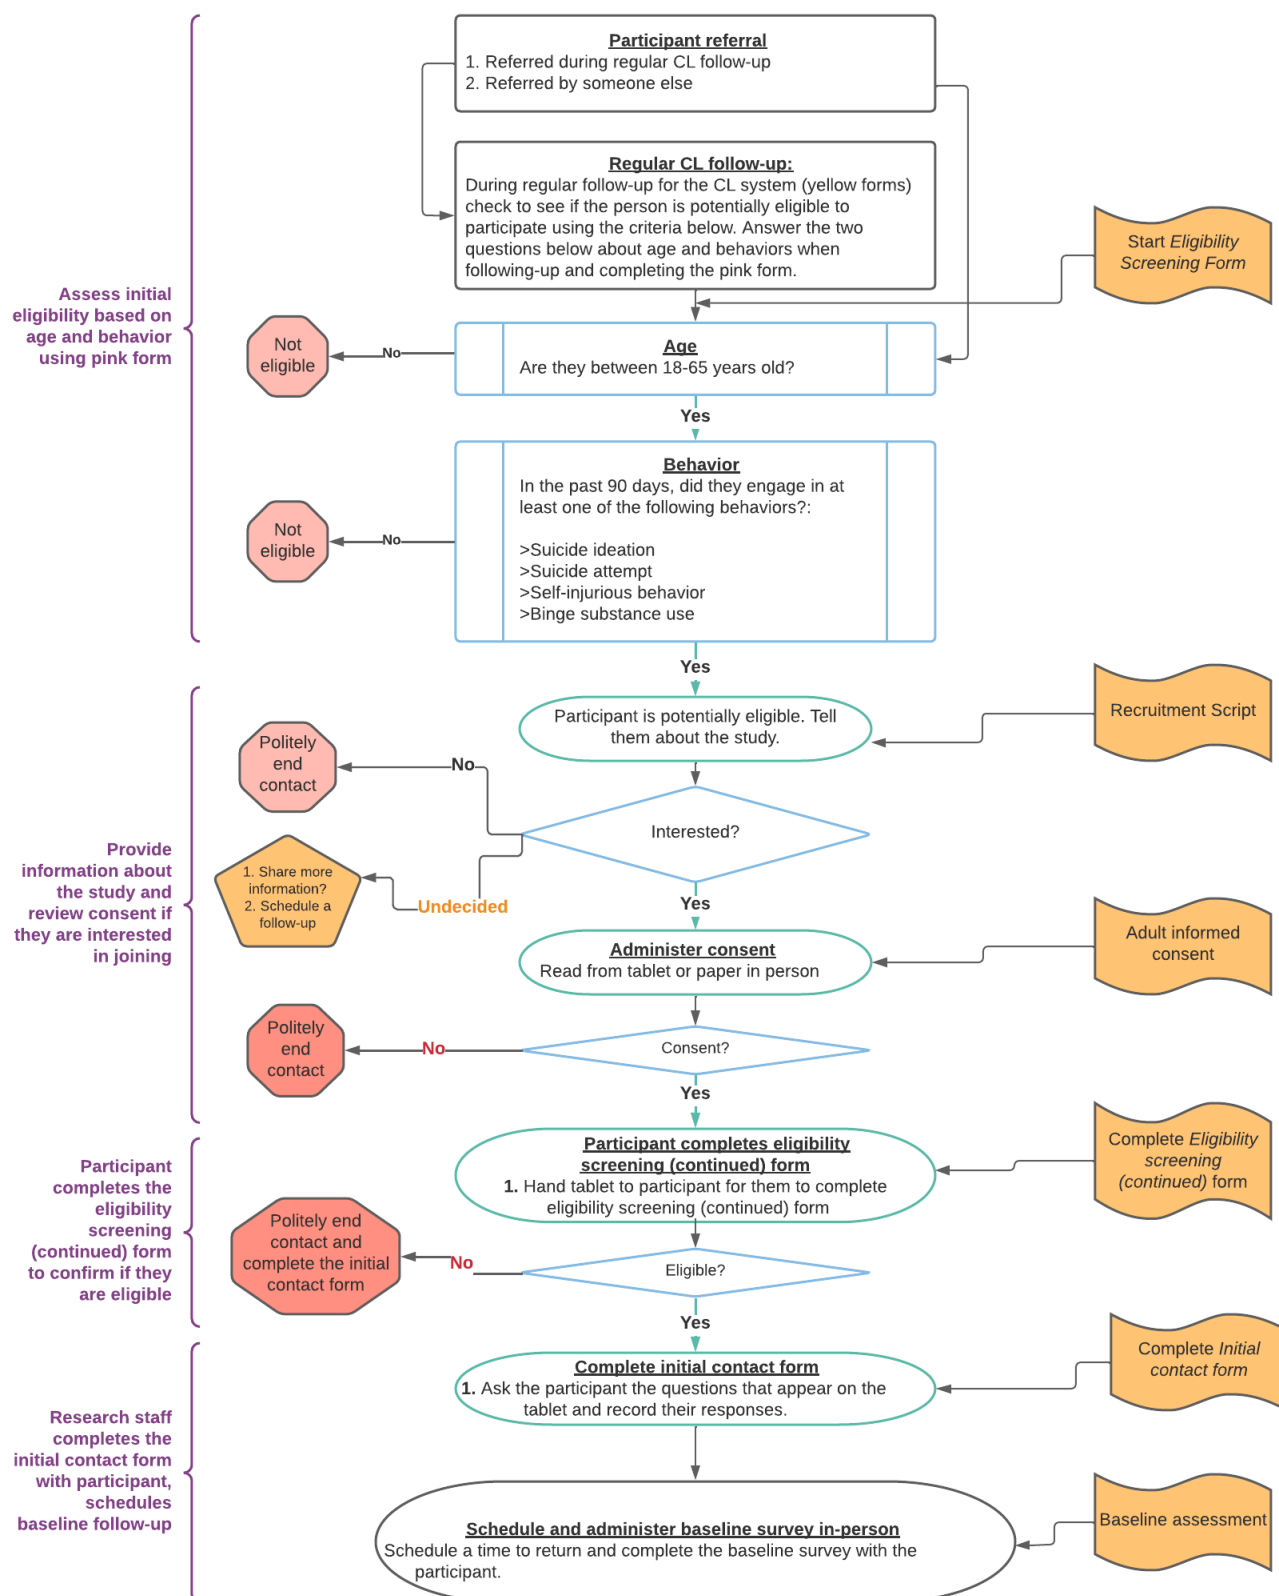 Participant referral
1. Referred during regular CL follow-up
2. Referred by someone else
Regular CL follow-up:
During regular follow-up for the CL system (yellow forms)
check to see if the person is potentially eligible to
participate using the criteria below. Answer the two
questions below about age and behaviors when
following-up and completing the pink form.
Start Eligibility
Screening Form
Assess initial
eligibility based on
age and behavior
using pink form
Age
Are they between 18-65 years old?
No
Not
eligible
Yes
Behavior
In the past 90 days, did they engage in at
least one of the following behaviors?:
>Suicide ideation
>Suicide attempt
>Self-injurious behavior
>Binge substance use
No
Not
eligible
Yes
Participant is potentially eligible. Tell
them about the study.
Recruitment Script
Interested?
No
Politely
end
contact
Undecided
1. Share more
information?
2. Schedule a
follow-up
Provide
information about
the study and
review consent if
they are interested
in joining
Yes
Administer consent
Read from tablet or paper in person
Adult informed
consent
Consent?
No
Politely
end
contact
Yes
Participant completes eligibility
screening (continued) form
1. Hand tablet to participant for them to complete
eligibility screening (continued) form
Complete Eligibility
screening
(continued) form
Participant
completes the
eligibility
screening
(continued) form
to confirm if they
are eligible
Eligible?
No
Politely end
contact and
complete the initial
contact form
Yes
Complete initial contact form
1. Ask the participant the questions that appear on the
tablet and record their responses.
Complete Initial
contact form
Research staff
completes the
initial contact form
with participant,
schedules
baseline follow-up
Schedule and administer baseline survey in-person
Schedule a time to return and complete the baseline survey with the
participant.
Baseline assessment